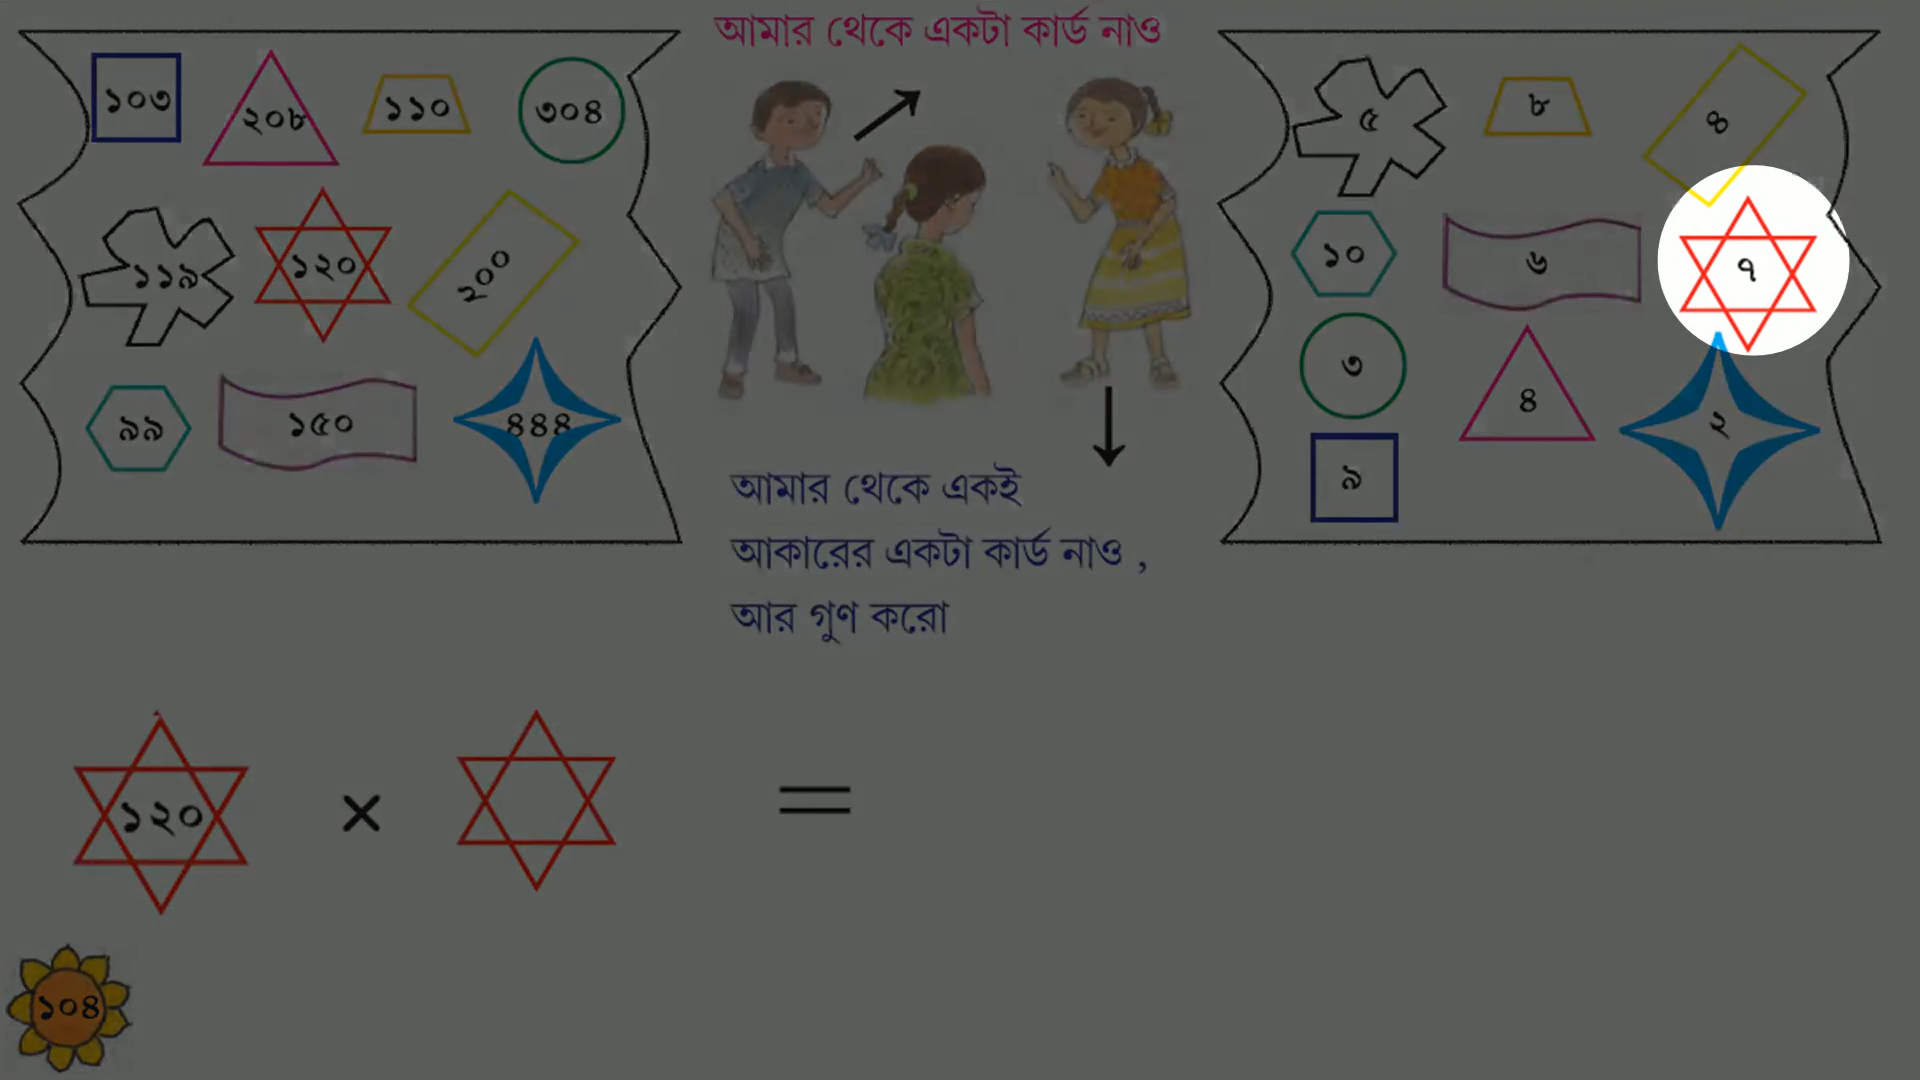 আমার থেকে একটা কার্ড নাও
১০৩ ২০৮ ১১০ ৩০৪
১১৯ ১২০ ২০০
৯৯ ১৫০ ৪৪৪
৫ ৮ ৪
১০ ৬ ৭
৩ ৪ ২
৯
আমার থেকে একই
আকারের একটা কার্ড নাও ,
আর গুণ করো
১২০ × =
১০৪